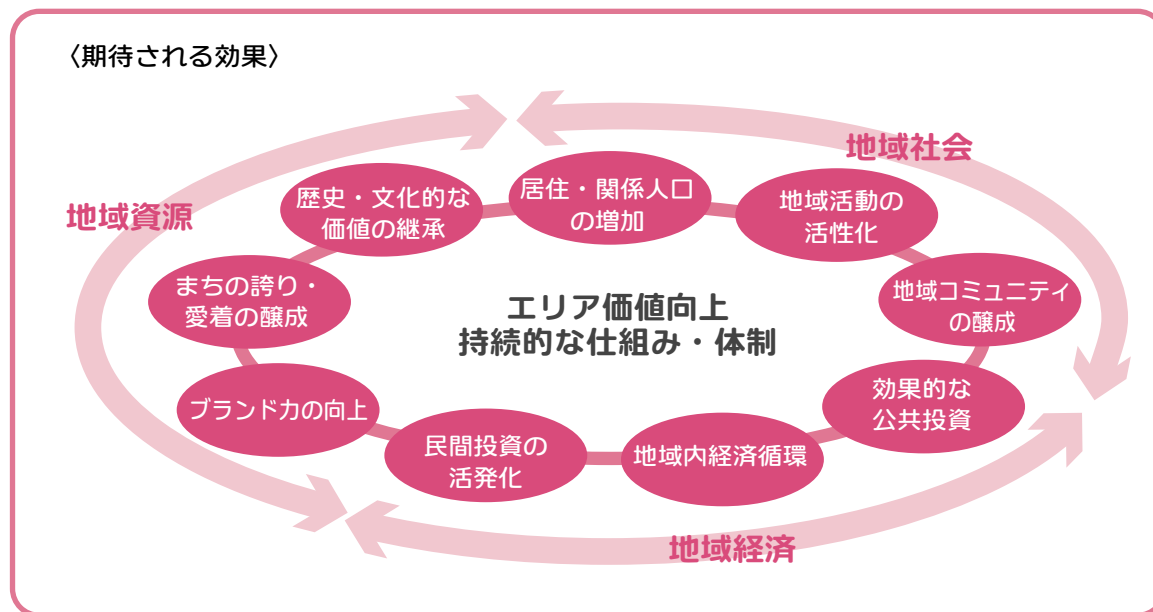 〈期待される効果〉
地域社会
地域資源
歴史・文化的な
価値の継承
居住・関係人口
の増加
地域活動の
活性化
まちの誇り・
愛着の醸成
地域コミュニティ
の醸成
エリア価値向上
持続的な仕組み・体制
ブランド力の向上
民間投資の
活発化
地域内経済循環
効果的な
公共投資
地域経済